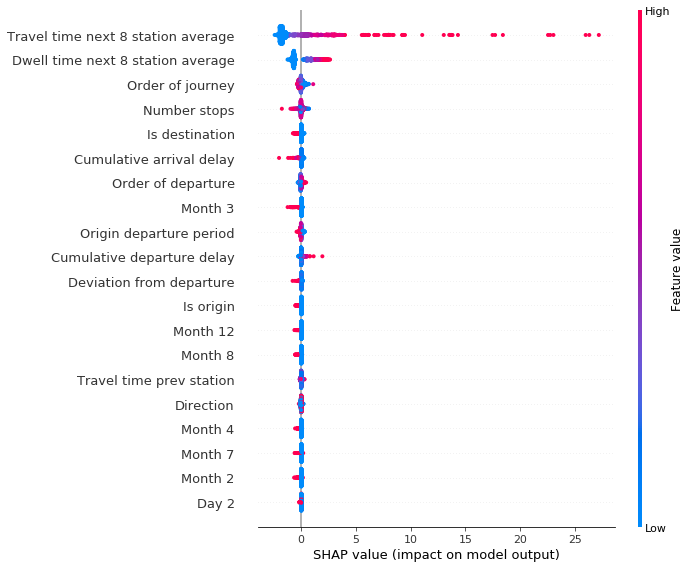 High
Travel time next 8 station average
Dwell time next 8 station average
Order of journey
Number stops
Is destination
Cumulative arrival delay
Order of departure
Month 3
Origin departure period
Cumulative departure delay
Deviation from departure
Is origin
Month 12
Month 8
Travel time prev station
Direction
Month 4
Month 7
Month 2
Day 2
Feature value
Low
0 5 10 15 20 25
SHAP value (impact on model output)